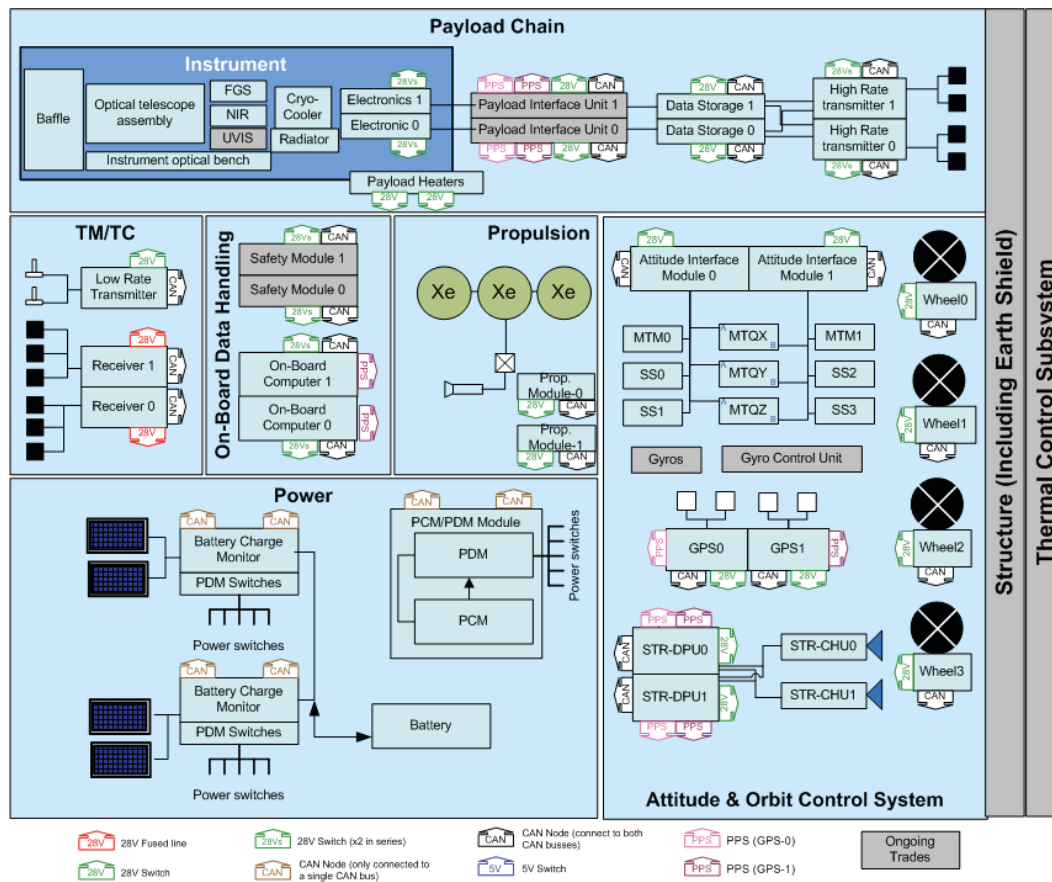 Payload Chain
Instrument
Baffle
Optical telescope
assembly
FGS
NIR
UVIS
Instrument optical bench
Cryo-
Cooler
Radiator
28Vs
Electronics 1
Electronic 0
28Vs
Payload Heaters
28V
28V
PPS
PPS
28V
CAN
Payload Interface Unit 1
Payload Interface Unit 0
PPS
PPS
28V
CAN
28V
CAN
Data Storage 1
Data Storage 0
28V
CAN
28Vs
CAN
High Rate
transmitter 1
High Rate
transmitter 0
28Vs
CAN
TM/TC
28V
Low Rate
Transmitter
CAN
28V
Receiver 1
CAN
Receiver 0
CAN
28V
On-Board Data Handling
28Vs
CAN
Safety Module 1
Safety Module 0
28Vs
CAN
28Vs
CAN
On-Board
Computer 1
PPS
On-Board
Computer 0
PPS
28Vs
CAN
Propulsion
Xe
Xe
Xe
Prop.
Module-0
28V
CAN
Prop.
Module-1
28V
CAN
Power
CAN
CAN
Battery Charge
Monitor
PDM Switches
Power switches
CAN
CAN
Battery Charge
Monitor
PDM Switches
Power switches
CAN
CAN
PCM/PDM Module
PDM
PCM
Power switches
Battery
28V
28V
CAN
Attitude Interface
Module 0
Attitude Interface
Module 1
CAN
MTM0
A
MTQX
B
MTM1
SS0
MTQY
B
SS2
SS1
A
MTQZ
B
SS3
Gyros
Gyro Control Unit
PPS
GPS0
GPS1
PPS
CAN
28V
CAN
28V
PPS
PPS
CAN
STR-DPU0
28V
STR-CHU0
CAN
STR-DPU1
28V
STR-CHU1
PPS
PPS
28V
Wheel0
CAN
28V
Wheel1
CAN
28V
Wheel2
CAN
28V
Wheel3
CAN
Attitude & Orbit Control System
Structure (Including Earth Shield)
Thermal Control Subsystem
28V
28V Fused line
28Vs
28V Switch (x2 in series)
CAN
CAN Node (connect to both
CAN busses)
PPS
PPS (GPS-0)
28V
28V Switch
CAN
CAN Node (only connected to
a single CAN bus)
5V
5V Switch
PPS
PPS (GPS-1)
Ongoing
Trades